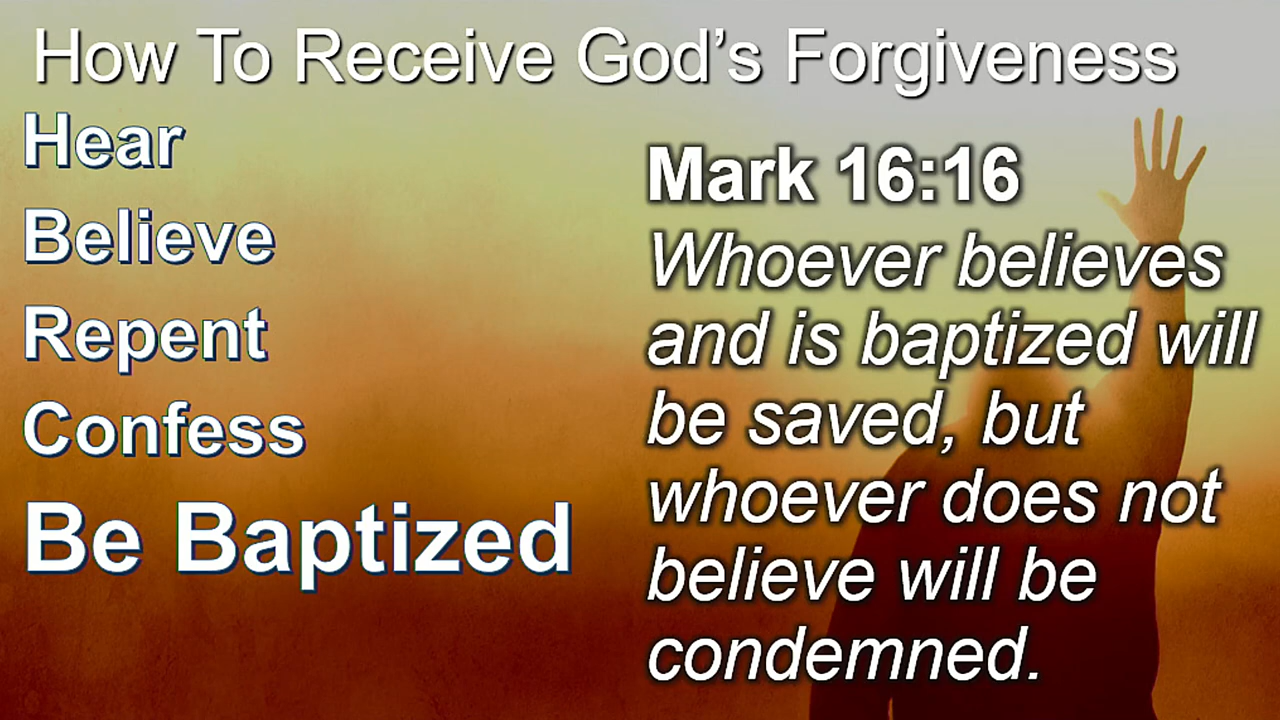 How To Receive God’s Forgiveness
Hear
Believe
Repent
Confess
Be Baptized
Mark 16:16
Whoever believes
and is baptized will
be saved, but
whoever does not
believe will be
condemned.